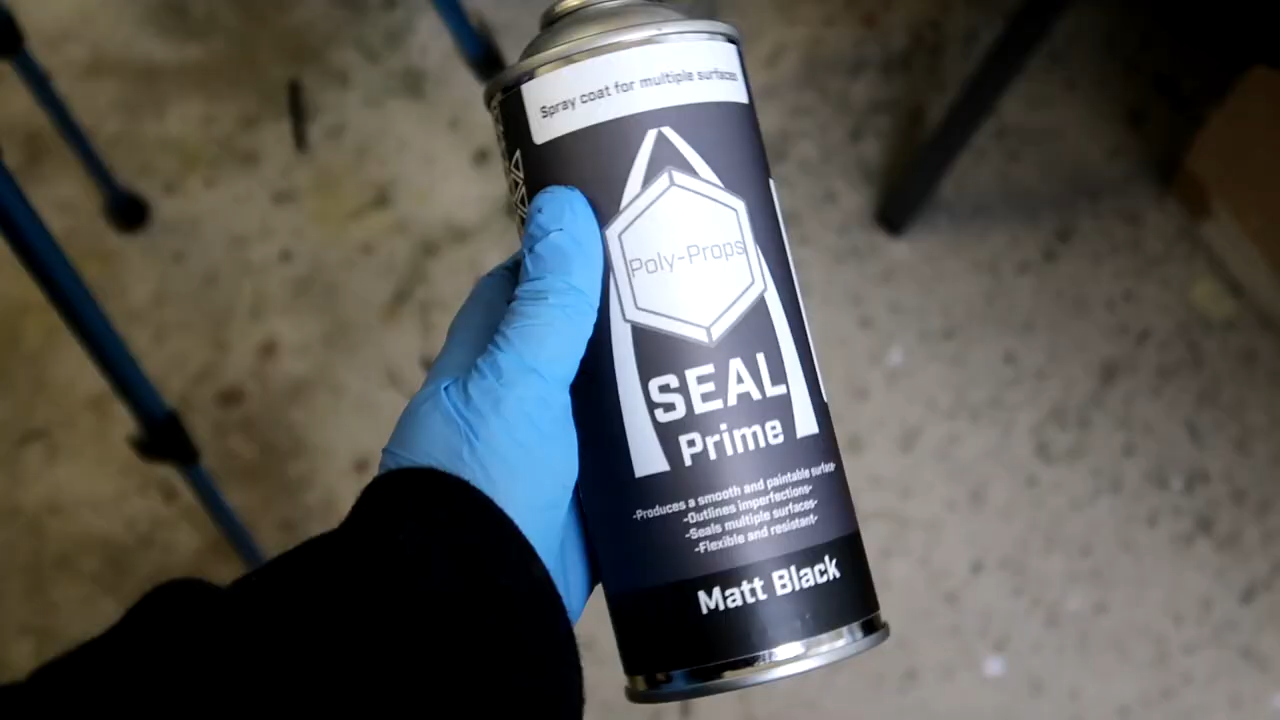 Spray coat for multiple surfaces
Poly-Props
SEAL
Prime
-Produces a smooth and paintable surface-
-Outlines imperfections-
-Seals multiple surfaces-
-Flexible and resistant-
Matt Black